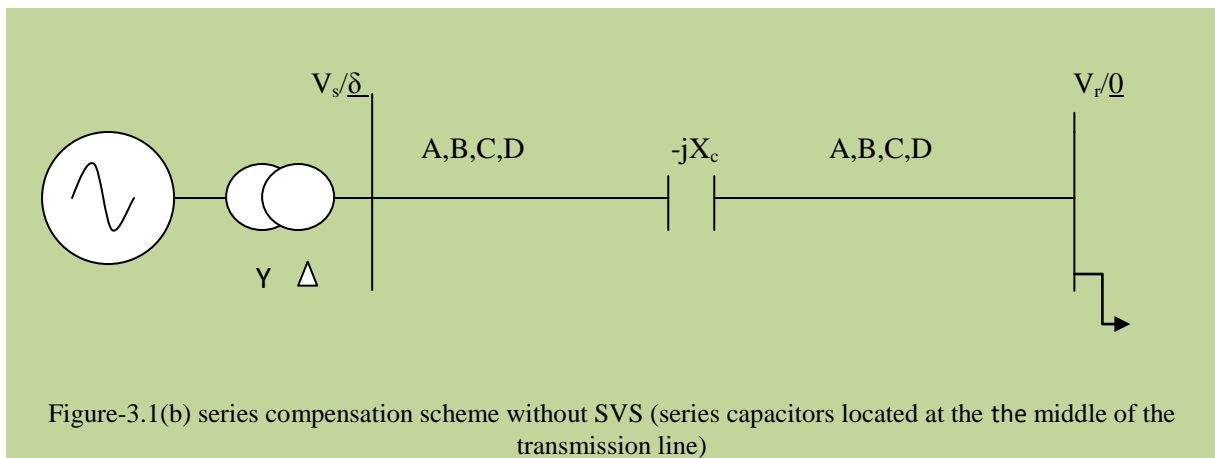 Vₛ/δ Vᵣ/0
A,B,C,D -jX꜀ A,B,C,D
Y Δ
Figure-3.1(b) series compensation scheme without SVS (series capacitors located at the the middle of the
transmission line)